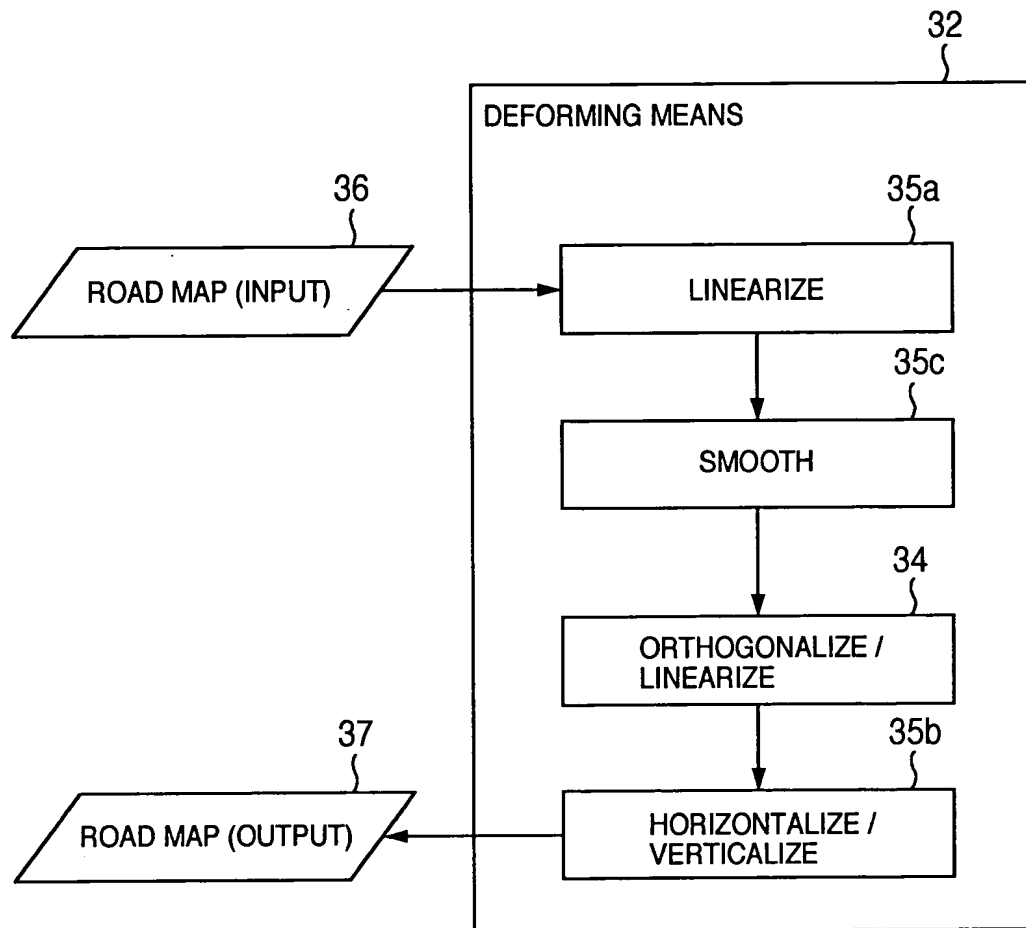 32
DEFORMING MEANS
36
35a
ROAD MAP (INPUT)
LINEARIZE
35c
SMOOTH
34
ORTHOGONALIZE /
LINEARIZE
37
35b
ROAD MAP (OUTPUT)
HORIZONTALIZE /
VERTICALIZE